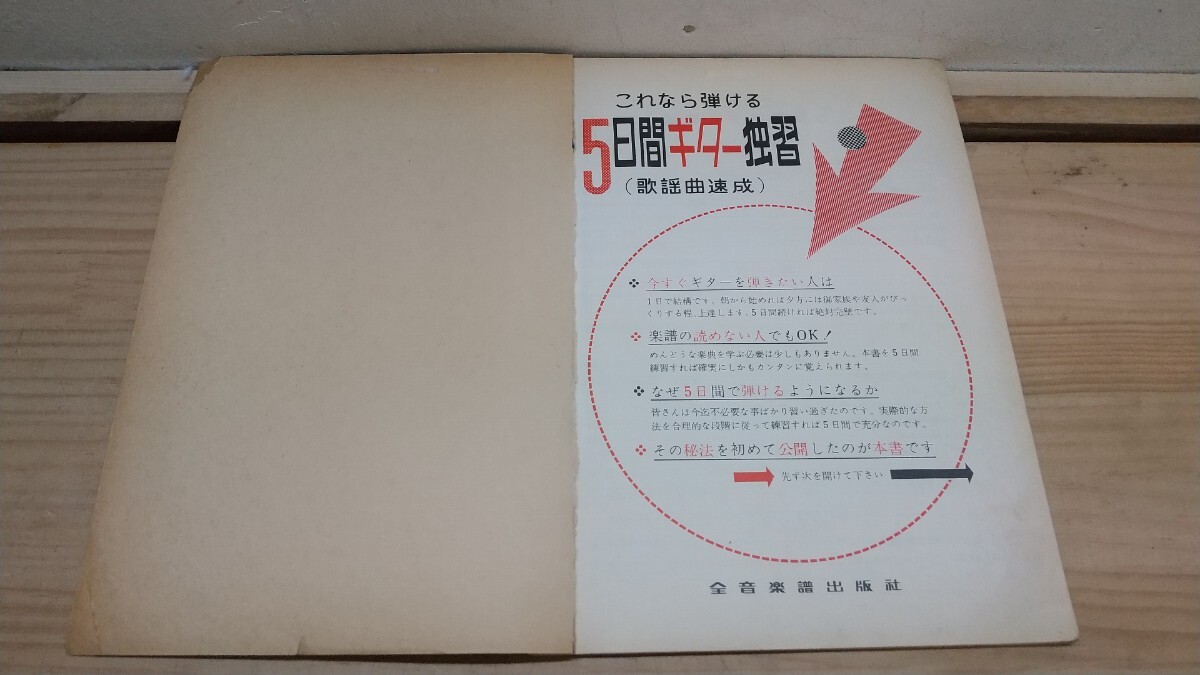 これなら弾ける
5日間ギター独習
（歌謡曲速成）
今すぐギターを弾きたい人は
1日で結構です。朝から始めれば夕方には御家族や友人がびっ
くりする程、上達します。5日間続ければ絶対完璧です。
楽譜の読めない人でもOK！
めんどうな楽典を学ぶ必要は少しもありません。本書を5日間
練習すれば確実にしかもカンタンに覚えられます。
なぜ5日間で弾けるようになるか
皆さんは今迄不必要な事ばかり習い過ぎたのです。実際的な方
法を合理的な段階に従って練習すれば5日間で充分なのです。
その秘法を初めて公開したのが本書です
先ず次を開けて下さい
全音楽譜出版社